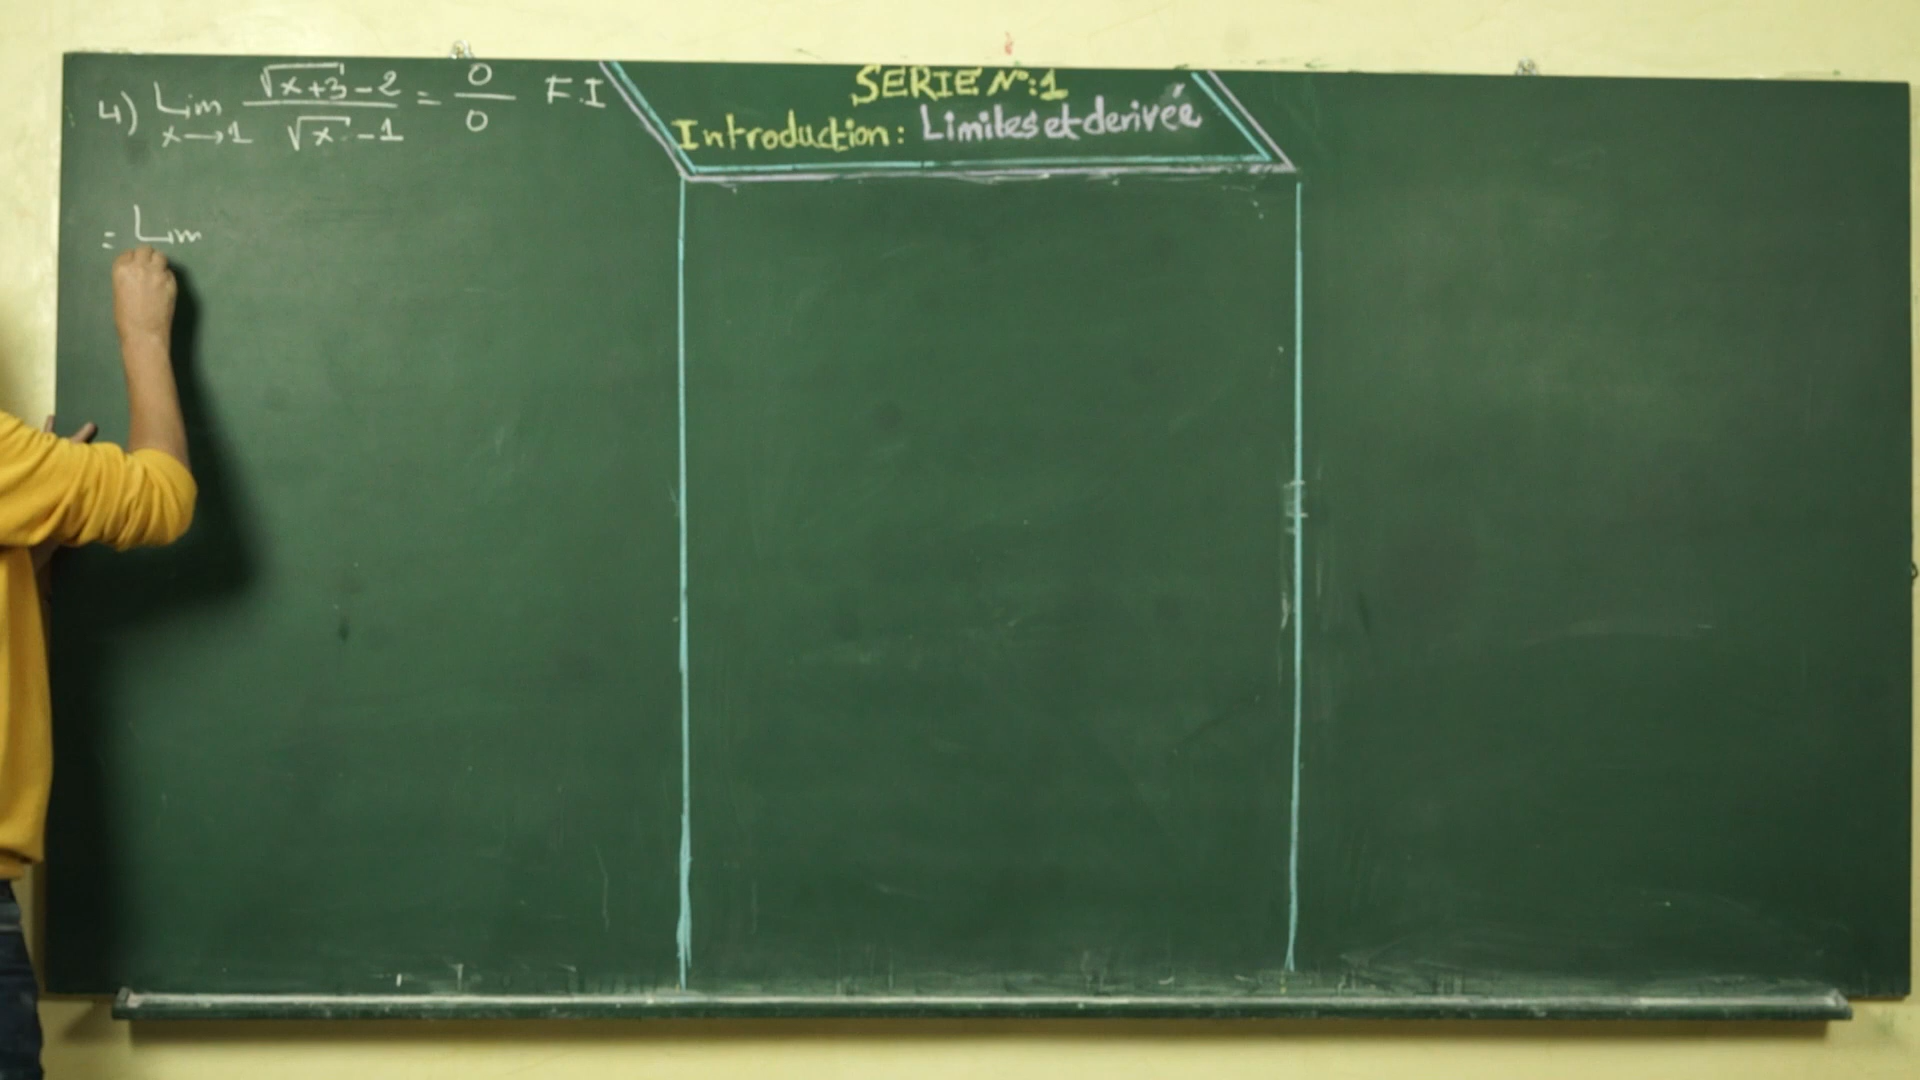 4) Lim x→1 (√(x+3) - 2)/(√x - 1) = 0/0 F.I
= Lim
SERIE N°:1
Introduction: Limites et derivée